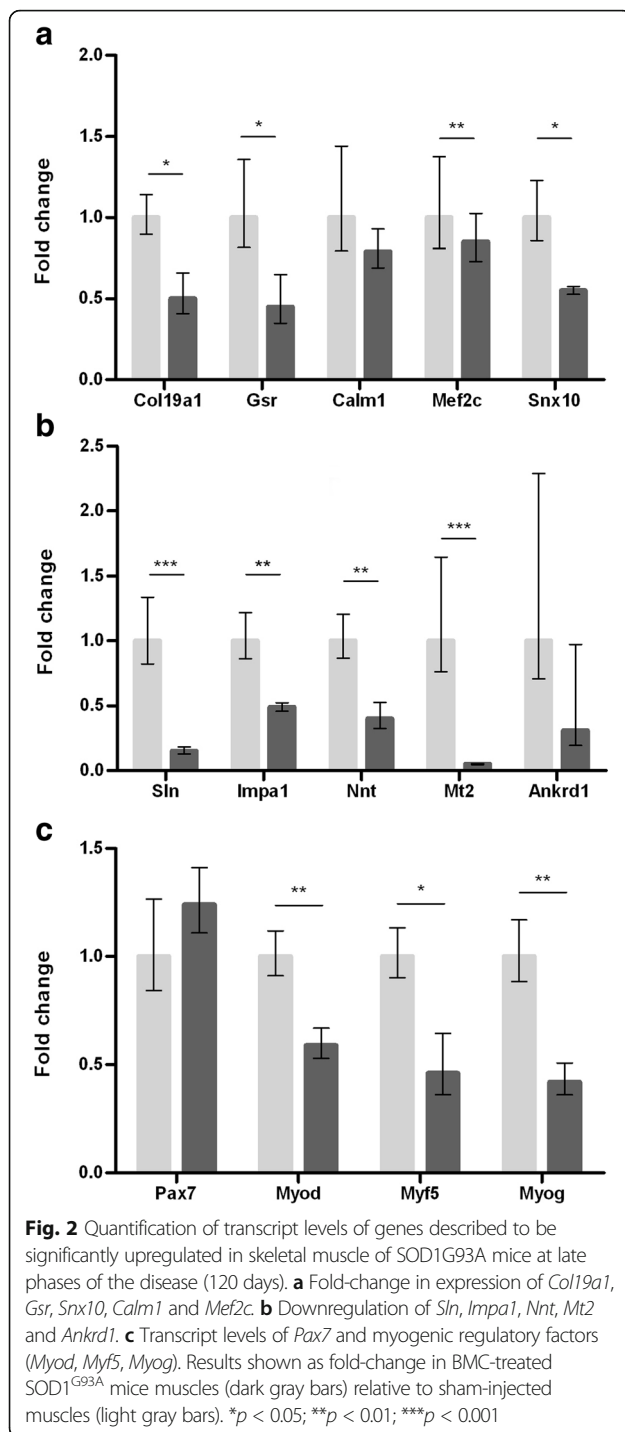 a
2.0
1.5
1.0
0.5
0.0
Fold change
* * ** *
Col19a1 Gsr Calm1 Mef2c Snx10
b
2.5
2.0
1.5
1.0
0.5
0.0
Fold change
*** ** ** ***
Sln Impa1 Nnt Mt2 Ankrd1
c
1.5
1.0
0.5
0.0
Fold change
** * **
Pax7 Myod Myf5 Myog
Fig. 2 Quantification of transcript levels of genes described to be
significantly upregulated in skeletal muscle of SOD1G93A mice at late
phases of the disease (120 days). a Fold-change in expression of Col19a1,
Gsr, Snx10, Calm1 and Mef2c. b Downregulation of Sln, Impa1, Nnt, Mt2
and Ankrd1. c Transcript levels of Pax7 and myogenic regulatory factors
(Myod, Myf5, Myog). Results shown as fold-change in BMC-treated
SOD1G93A mice muscles (dark gray bars) relative to sham-injected
muscles (light gray bars). *p < 0.05; **p < 0.01; ***p < 0.001